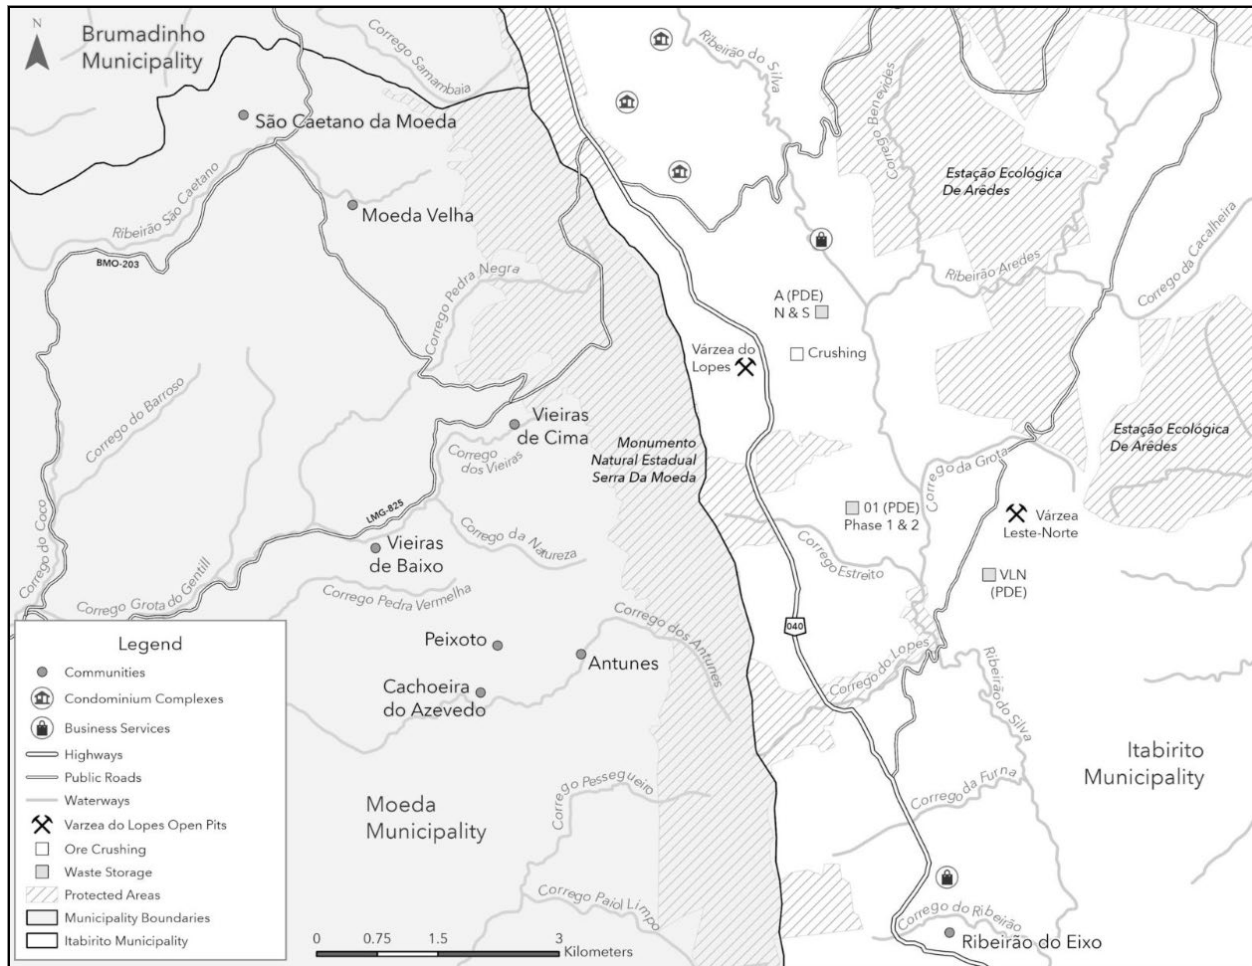 N
Brumadinho
Municipality
Corrego Samambaia
São Caetano da Moeda
Ribeirão São Caetano
Moeda Velha
BMO-203
Corrego Pedra Negra
Ribeirão do Silva
Corrego Benevides
Estação Ecológica
De Arêdes
Ribeirão Aredes
Corrego da Cacalheira
A (PDE)
N & S
Várzea do
Lopes
Crushing
Corrego do Barroso
Vieiras
de Cima
Corrego
dos Vieiras
Monumento
Natural Estadual
Serra Da Moeda
Estação Ecológica
De Arêdes
Corrego da Grota
01 (PDE)
Phase 1 & 2
Várzea
Leste-Norte
LMG-825
Corrego da Natureza
Vieiras
de Baixo
Corrego do Coco
Corrego Grota do Gentill
Corrego Pedra Vermelha
Corrego Estreito
VLN
(PDE)
040
Peixoto
Antunes
Corrego dos Antunes
Corrego do Lopes
Ribeirão do Silva
Cachoeira
do Azevedo
Itabirito
Municipality
Corrego Pessegueiro
Corrego da Furna
Moeda
Municipality
Corrego Paiol Limpo
Corrego do Ribeirão
Ribeirão do Eixo
Legend
Communities
Condominium Complexes
Business Services
Highways
Public Roads
Waterways
Varzea do Lopes Open Pits
Ore Crushing
Waste Storage
Protected Areas
Municipality Boundaries
Itabirito Municipality
0 0.75 1.5 3
Kilometers